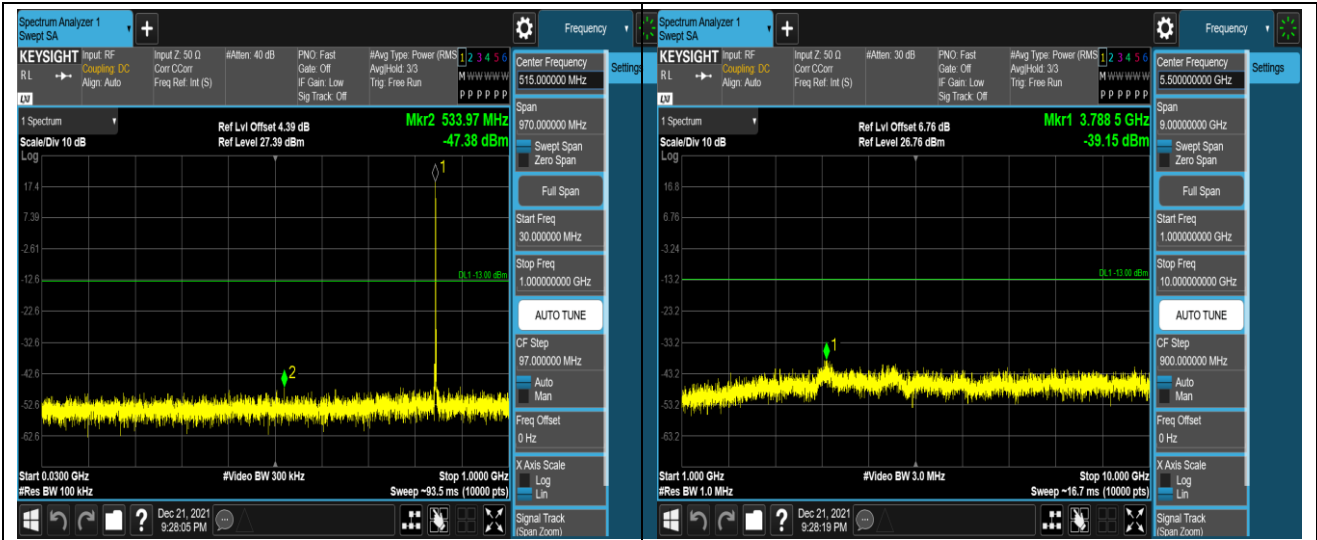 Spectrum Analyzer 1
Swept SA
+
Frequency
KEYSIGHT
RL
LXI
Input: RF
Coupling: DC
Align: Auto
Input Z: 50 Ω
Corr CCorr
Freq Ref: Int (S)
#Atten: 40 dB
PNO: Fast
Gate: Off
IF Gain: Low
Sig Track: Off
#Avg Type: Power (RMS
Avg|Hold: 3/3
Trig: Free Run
1 2 3 4 5 6
M W W W W W
P P P P P P
1 Spectrum
Scale/Div 10 dB
Log
Ref Lvl Offset 4.39 dB
Ref Level 27.39 dBm
Mkr2 533.97 MHz
-47.38 dBm
17.4
7.39
-2.61
-12.6
-22.6
-32.6
-42.6
-52.6
-62.6
1
DL1 -13.00 dBm
2
Start 0.0300 GHz
#Res BW 100 kHz
#Video BW 300 kHz
Stop 1.0000 GHz
Sweep ~93.5 ms (10000 pts)
Dec 21, 2021
9:28:05 PM
?
Center Frequency
515.000000 MHz
Span
970.000000 MHz
Swept Span
Zero Span
Full Span
Start Freq
30.000000 MHz
Stop Freq
1.000000000 GHz
AUTO TUNE
CF Step
97.000000 MHz
Auto
Man
Freq Offset
0 Hz
X Axis Scale
Log
Lin
Signal Track
(Span Zoom)
Settings
Spectrum Analyzer 1
Swept SA
+
Frequency
KEYSIGHT
RL
LXI
Input: RF
Coupling: DC
Align: Auto
Input Z: 50 Ω
Corr CCorr
Freq Ref: Int (S)
#Atten: 30 dB
PNO: Fast
Gate: Off
IF Gain: Low
Sig Track: Off
#Avg Type: Power (RMS
Avg|Hold: 3/3
Trig: Free Run
1 2 3 4 5 6
M W W W W W
P P P P P P
1 Spectrum
Scale/Div 10 dB
Log
Ref Lvl Offset 6.76 dB
Ref Level 26.76 dBm
Mkr1 3.788 5 GHz
-39.15 dBm
16.8
6.76
-3.24
-13.2
-23.2
-33.2
-43.2
-53.2
-63.2
DL1 -13.00 dBm
1
Start 1.000 GHz
#Res BW 1.0 MHz
#Video BW 3.0 MHz
Stop 10.000 GHz
Sweep ~16.7 ms (10000 pts)
Dec 21, 2021
9:28:19 PM
?
Center Frequency
5.500000000 GHz
Span
9.00000000 GHz
Swept Span
Zero Span
Full Span
Start Freq
1.000000000 GHz
Stop Freq
10.000000000 GHz
AUTO TUNE
CF Step
900.000000 MHz
Auto
Man
Freq Offset
0 Hz
X Axis Scale
Log
Lin
Signal Track
(Span Zoom)
Settings